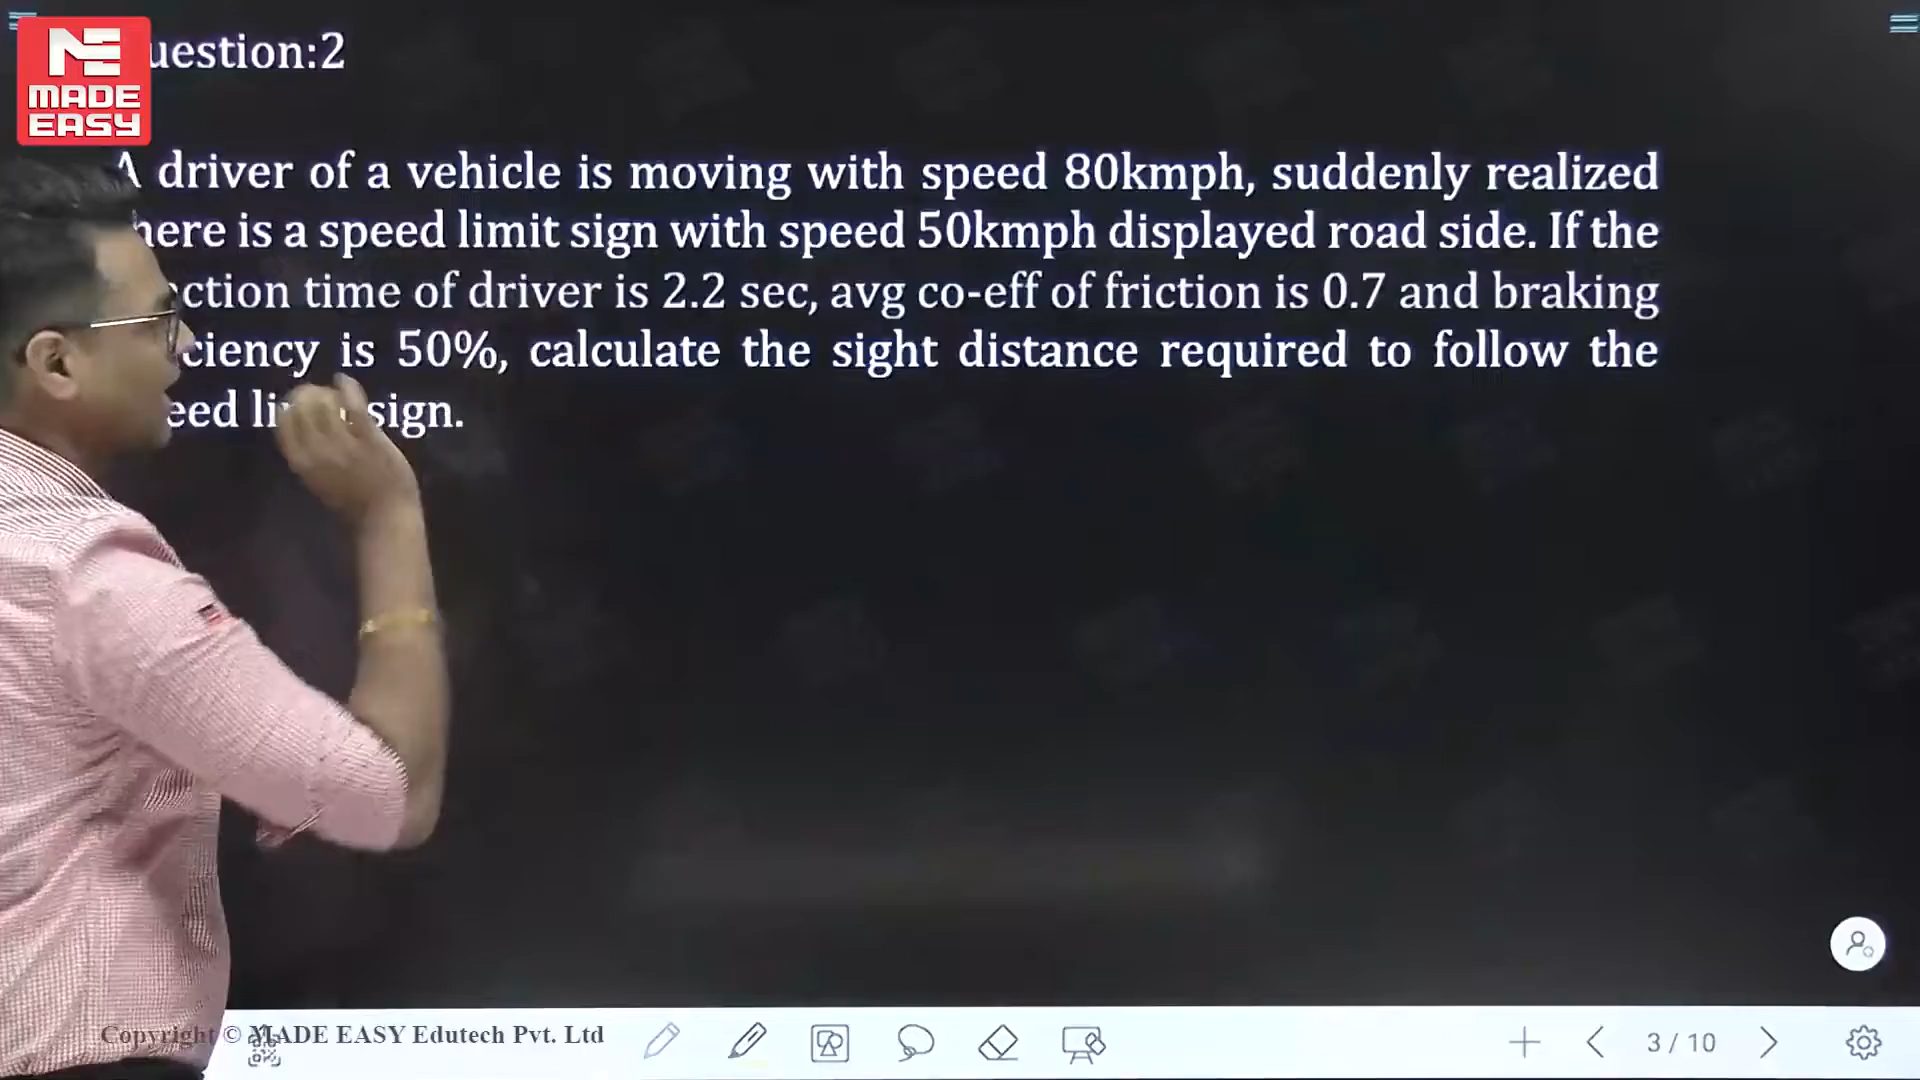 MADE
EASY
uestion:2
A driver of a vehicle is moving with speed 80kmph, suddenly realized
here is a speed limit sign with speed 50kmph displayed road side. If the
ction time of driver is 2.2 sec, avg co-eff of friction is 0.7 and braking
ciency is 50%, calculate the sight distance required to follow the
eed li sign.
Copyright © MADE EASY Edutech Pvt. Ltd
3 / 10